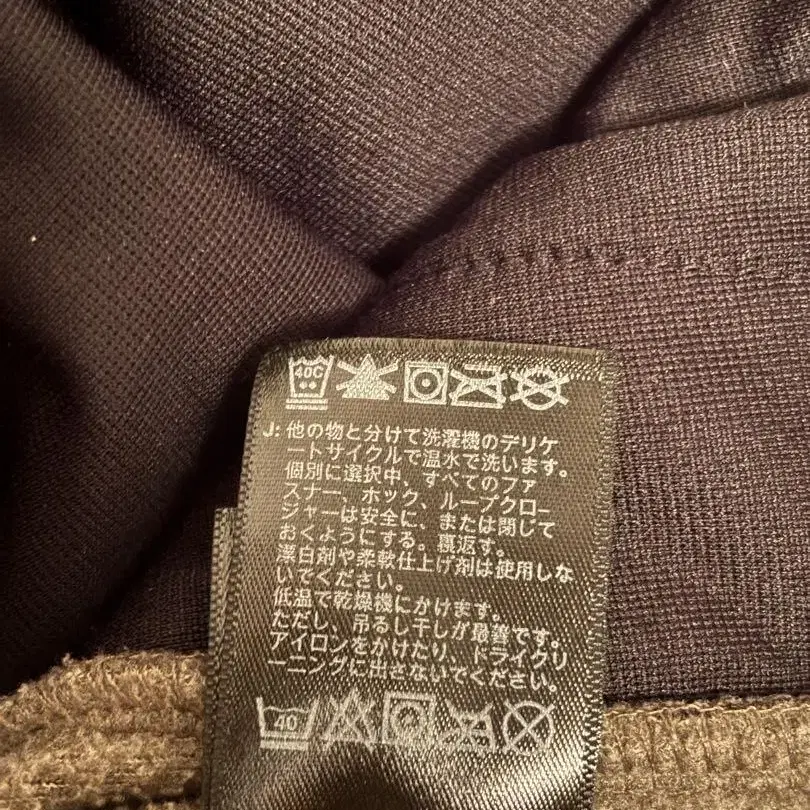 40C
J: 他の物と分けて洗濯機のデリケ
ートサイクルで温水で洗います。
個別に選択中、すべてのファ
スナー、ホック、ループクロー
ジャーは安全に、または閉じて
おくようにする。裏返す。
漂白剤や柔軟仕上げ剤は使用しな
いでください。
低温で乾燥機にかけます。
ただし、吊るし干しが最善です。
アイロンをかけたり、ドライクリ
ーニングに出さないでください。
40